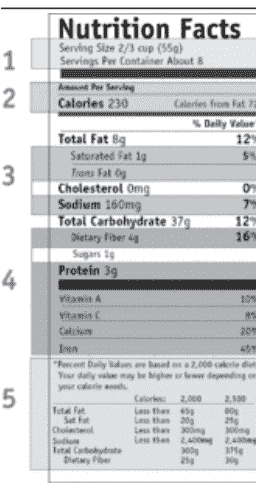 Nutrition Facts
1
Serving Size 2/3 cup (55g)
Servings Per Container About 8
2
Amount Per Serving
Calories 230 Calories from Fat 72
% Daily Value
Total Fat 8g 12%
Saturated Fat 1g 5%
3
Trans Fat 0g
Cholesterol 0mg 0%
Sodium 160mg 7%
Total Carbohydrate 37g 12%
Dietary Fiber 4g 16%
Sugars 1g
4
Protein 3g
Vitamin A 10%
Vitamin C 8%
Calcium 20%
Iron 45%
5
*Percent Daily Values are based on a 2,000 calorie diet
Your daily value may be higher or lower depending on
your calorie needs.
Calories: 2,000 2,500
Total Fat Less than 65g 80g
Sat Fat Less than 20g 25g
Cholesterol Less than 300mg 300mg
Sodium Less than 2,400mg 2,400mg
Total Carbohydrate 300g 375g
Dietary Fiber 25g 30g